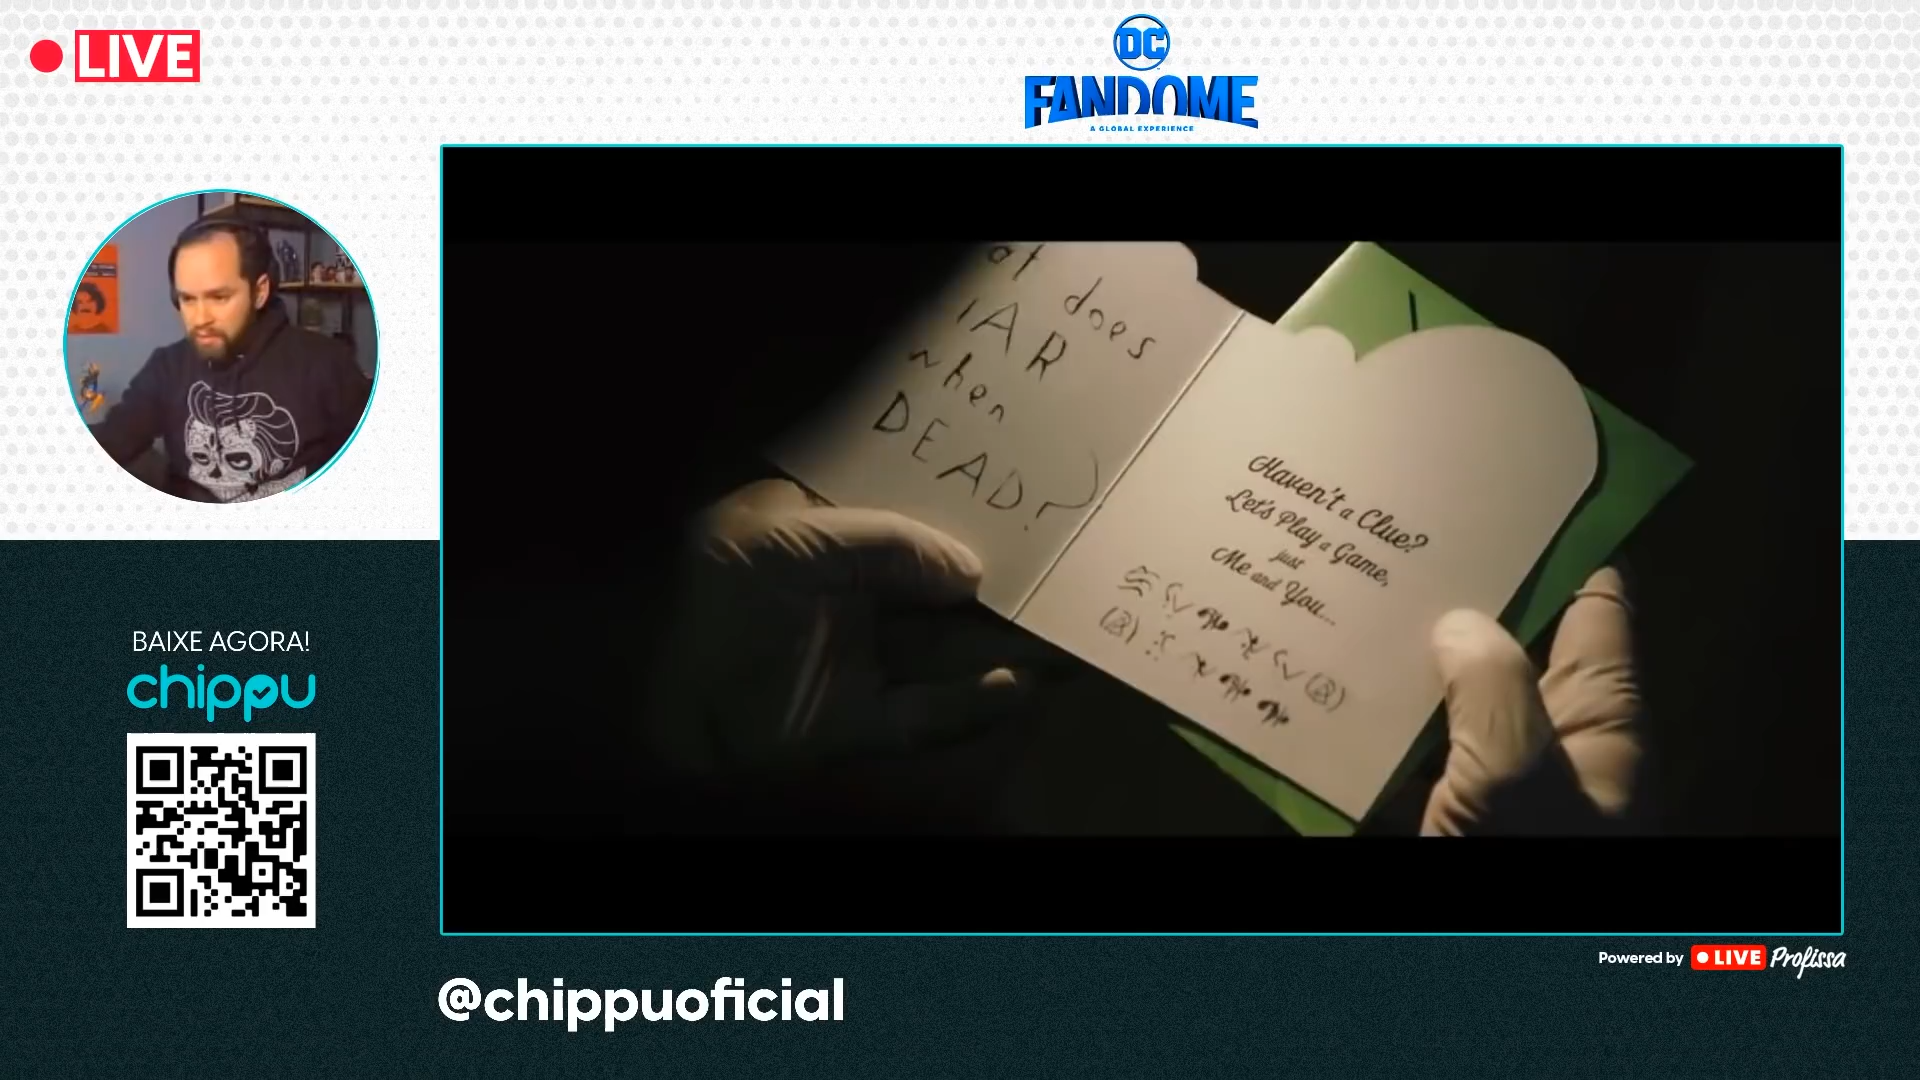 LIVE
DC
FANDOME
A GLOBAL EXPERIENCE
does
IAR
when
DEAD?
Haven't a Clue?
Let's Play a Game,
just
Me and You...
BAIXE AGORA!
chippu
Powered by LIVE Profissa
@chippuoficial